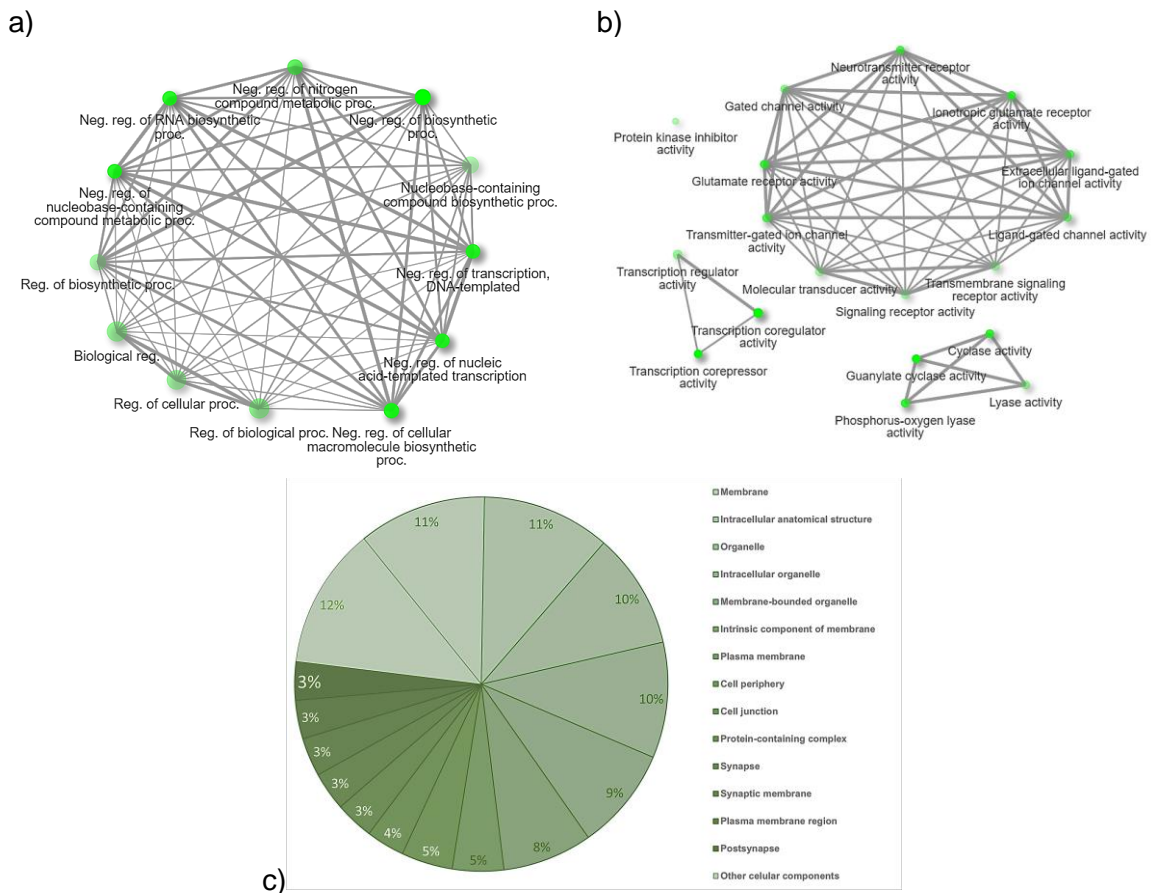 a)
Neg. reg. of nitrogen
compound metabolic proc.
Neg. reg. of RNA biosynthetic
proc.
Neg. reg. of biosynthetic
proc.
Neg. reg. of
nucleobase-containing
compound metabolic proc.
Nucleobase-containing
compound biosynthetic proc.
Reg. of biosynthetic proc.
Neg. reg. of transcription,
DNA-templated
Biological reg.
Neg. reg. of nucleic
acid-templated transcription
Reg. of cellular proc.
Reg. of biological proc.
Neg. reg. of cellular
macromolecule biosynthetic
proc.
b)
Neurotransmitter receptor
activity
Gated channel activity
Ionotropic glutamate receptor
activity
Protein kinase inhibitor
activity
Extracellular ligand-gated
ion channel activity
Glutamate receptor activity
Transmitter-gated ion channel
activity
Ligand-gated channel activity
Transcription regulator
activity
Molecular transducer activity
Transmembrane signaling
receptor activity
Signaling receptor activity
Transcription coregulator
activity
Transcription corepressor
activity
Cyclase activity
Guanylate cyclase activity
Lyase activity
Phosphorus-oxygen lyase
activity
c)
11%
11%
10%
10%
9%
8%
5%
5%
4%
3%
3%
3%
3%
3%
12%
Membrane
Intracellular anatomical structure
Organelle
Intracellular organelle
Membrane-bounded organelle
Intrinsic component of membrane
Plasma membrane
Cell periphery
Cell junction
Protein-containing complex
Synapse
Synaptic membrane
Plasma membrane region
Postsynapse
Other celular components